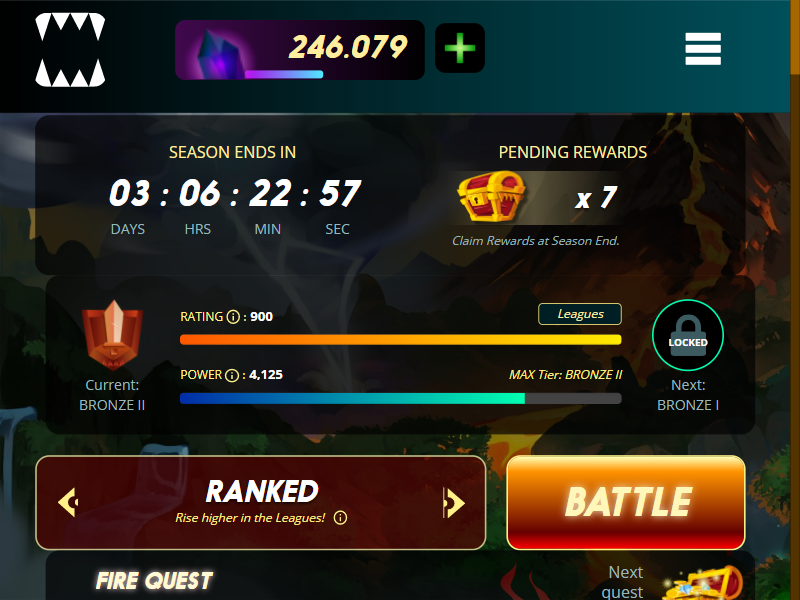 246.079
SEASON ENDS IN
03 : 06 : 22 : 57
DAYS HRS MIN SEC
PENDING REWARDS
x 7
Claim Rewards at Season End.
Current:
BRONZE II
RATING : 900
Leagues
POWER : 4,125
MAX Tier: BRONZE II
LOCKED
Next:
BRONZE I
RANKED
Rise higher in the Leagues!
BATTLE
FIRE QUEST
Next
quest